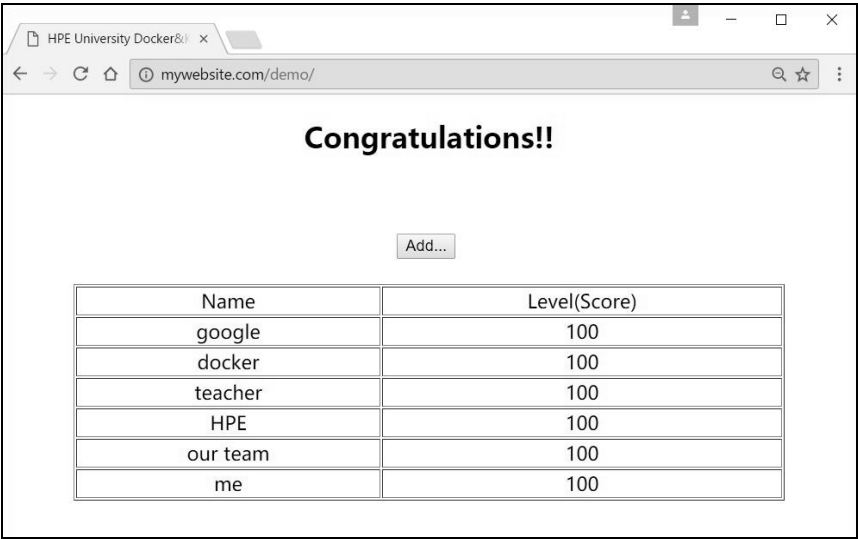 HPE University Docker&K
mywebsite.com/demo/
Congratulations!!
Add...
Name Level(Score)
google 100
docker 100
teacher 100
HPE 100
our team 100
me 100